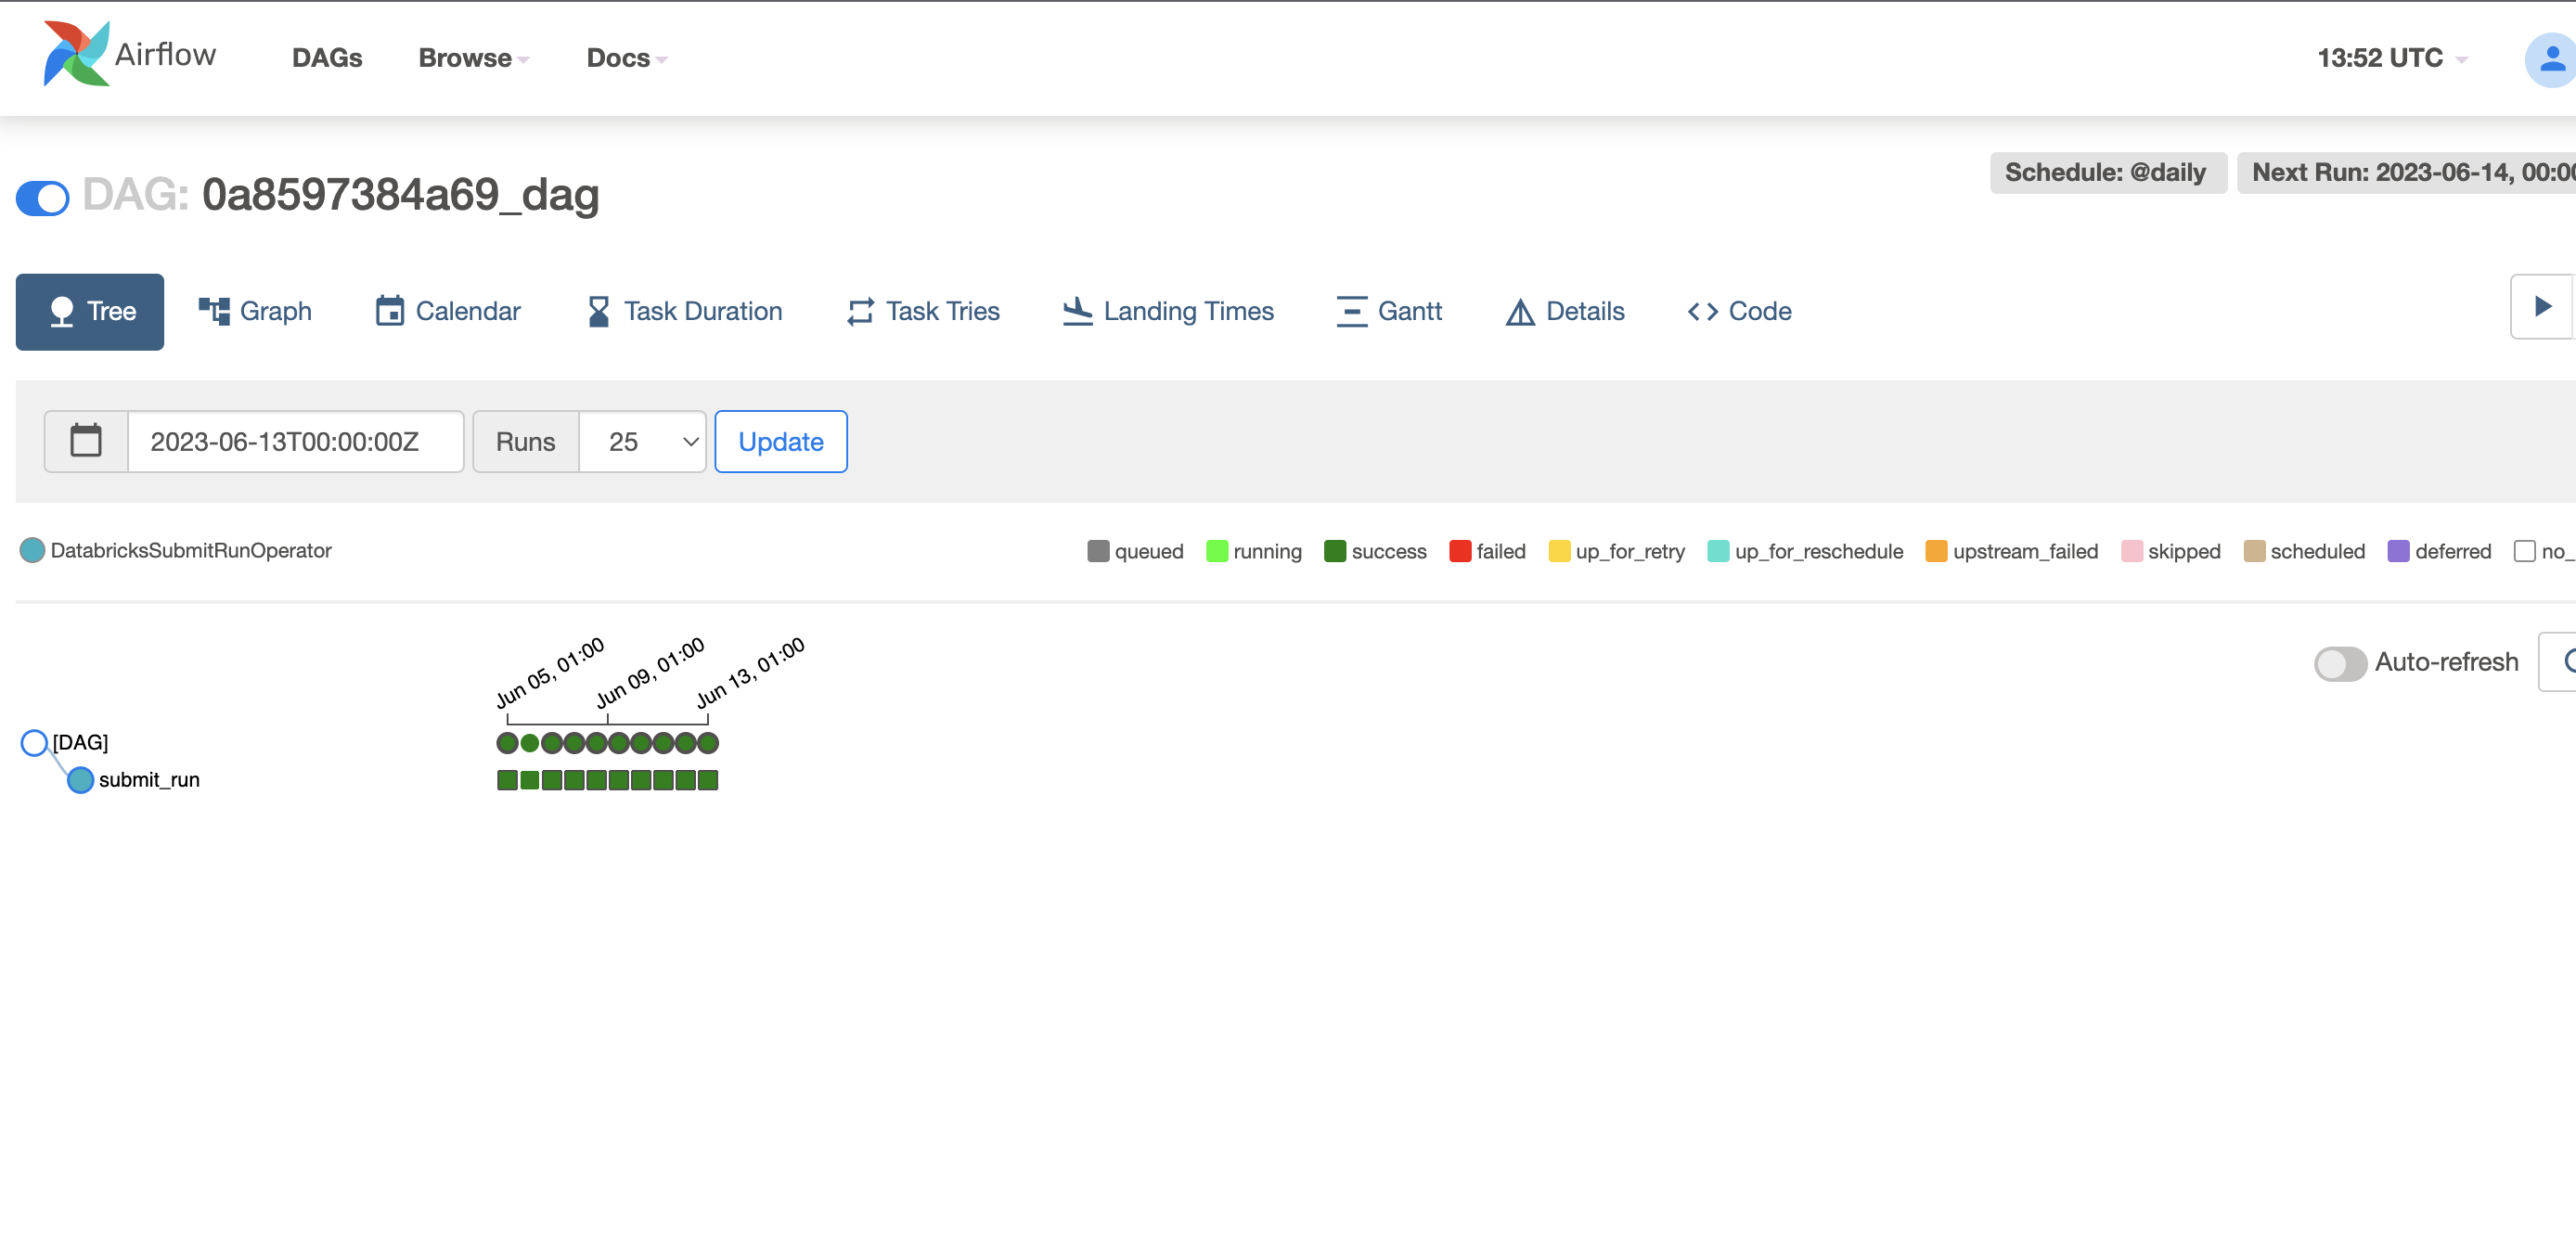 Airflow DAGs Browse Docs 13:52 UTC
DAG: 0a8597384a69_dag
Schedule: @daily Next Run: 2023-06-14, 00:00
Tree Graph Calendar Task Duration Task Tries Landing Times Gantt Details Code
2023-06-13T00:00:00Z Runs 25 Update
DatabricksSubmitRunOperator queued running success failed up_for_retry up_for_reschedule upstream_failed skipped scheduled deferred no_
Jun 05, 01:00 Jun 09, 01:00 Jun 13, 01:00
Auto-refresh
[DAG]
submit_run